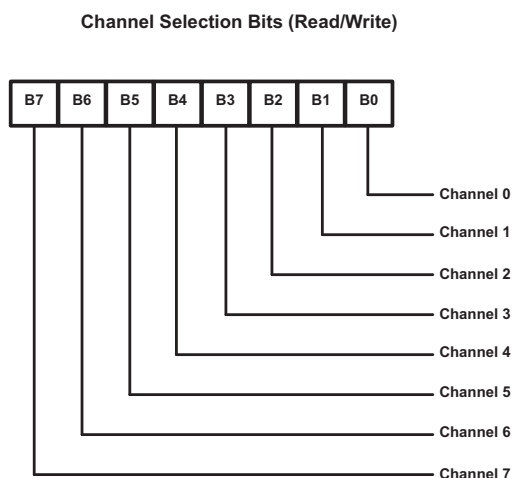 Channel Selection Bits (Read/Write)
B7 B6 B5 B4 B3 B2 B1 B0
Channel 0
Channel 1
Channel 2
Channel 3
Channel 4
Channel 5
Channel 6
Channel 7